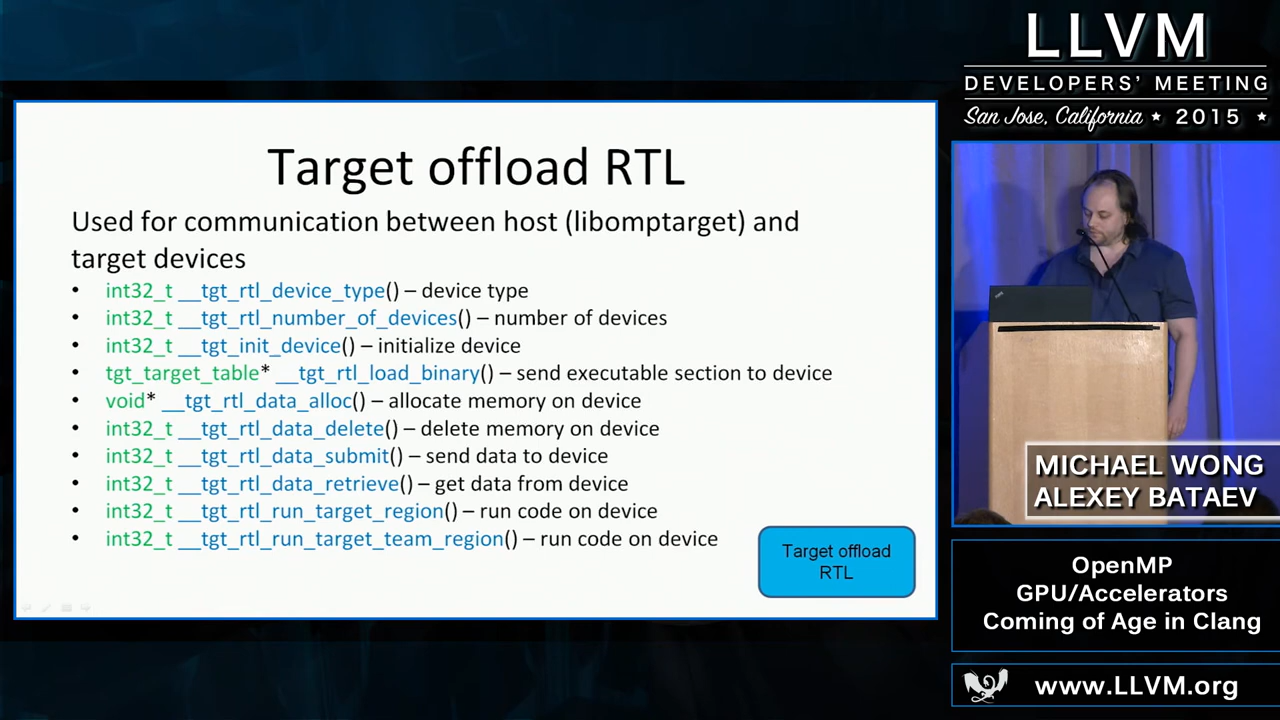 LLVM
DEVELOPERS' MEETING
San Jose, California ★ 2015 ★
Target offload RTL
Used for communication between host (libomptarget) and
target devices
• int32_t __tgt_rtl_device_type() – device type
• int32_t __tgt_rtl_number_of_devices() – number of devices
• int32_t __tgt_init_device() – initialize device
• tgt_target_table* __tgt_rtl_load_binary() – send executable section to device
• void* __tgt_rtl_data_alloc() – allocate memory on device
• int32_t __tgt_rtl_data_delete() – delete memory on device
• int32_t __tgt_rtl_data_submit() – send data to device
• int32_t __tgt_rtl_data_retrieve() – get data from device
• int32_t __tgt_rtl_run_target_region() – run code on device
• int32_t __tgt_rtl_run_target_team_region() – run code on device
Target offload
RTL
MICHAEL WONG
ALEXEY BATAEV
OpenMP
GPU/Accelerators
Coming of Age in Clang
www.LLVM.org